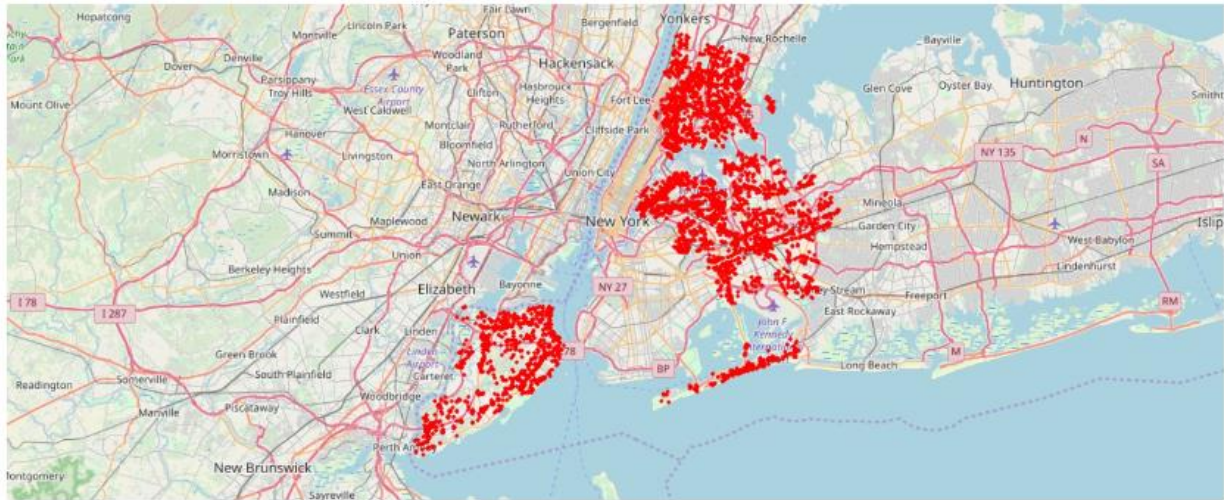 Hopatcong
Montville
Lincoln Park
Fair Lawn
Bergenfield
Yonkers
Paterson
New Rochelle
Bayville
Dover
Denville
Woodland
Park
Hackensack
Parsippany
Troy Hills
Essex County
Airport
Clifton
Hasbrouck
Heights
Fort Lee
Glen Cove
Oyster Bay
Huntington
Mount Olive
West Caldwell
Hanover
Montclair
Rutherford
Cliffside Park
Bloomfield
NY 135
N
SA
Morristown
Livingston
North Arlington
Union City
Madison
East Orange
Mineola
Garden City
Maplewood
Newark
New York
Hempstead
West Babylon
Islip
Summit
Union
Lindenhurst
Berkeley Heights
Elizabeth
Bayonne
NY 27
Freeport
Westfield
East Rockaway
RM
I 78
I 287
Plainfield
Clark
Linden
John F
Kennedy
78
Green Brook
Linden
Airport
Carteret
BP
Long Beach
M
Readington
Somerville
South Plainfield
Woodbridge
Manville
Piscataway
Perth
New Brunswick
Montgomery
Sayreville